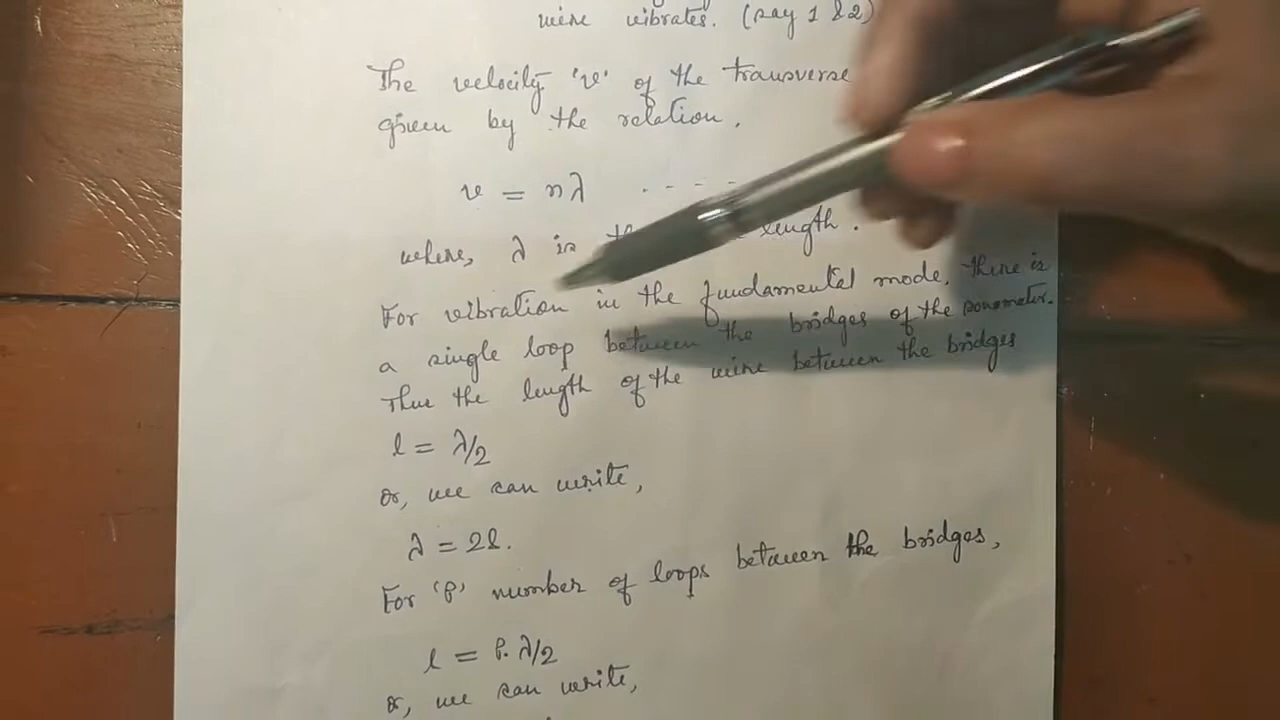 wire vibrates. (say 1 & 2)
The velocity 'v' of the transverse
given by the relation.
v = nλ - - - -
where, λ is length.
For vibration in the fundamental mode, there is
a single loop between the bridges of the sonometer.
Thus the length of the wire between the bridges
l = λ/2
or, we can write,
λ = 2l.
For 'p' number of loops between the bridges,
l = p. λ/2
or, we can write,